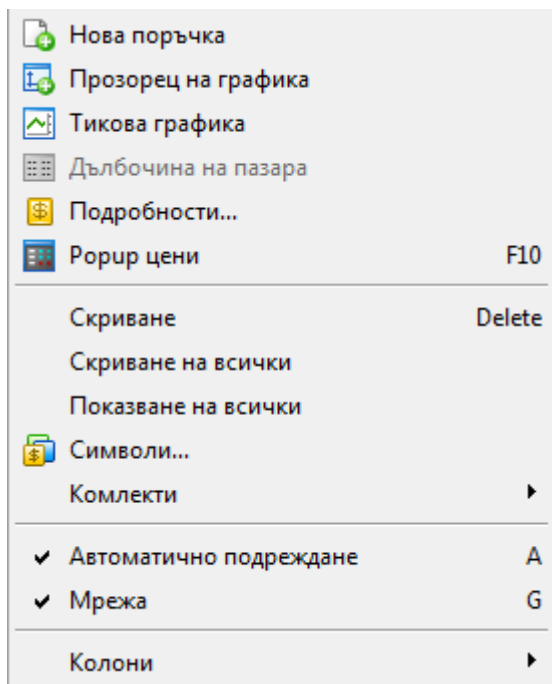 Нова поръчка
Прозорец на графика
Тикова графика
Дълбочина на пазара
Подробности...
Popup цени F10
Скриване Delete
Скриване на всички
Показване на всички
Символи...
Комлекти
Автоматично подреждане A
Мрежа G
Колони